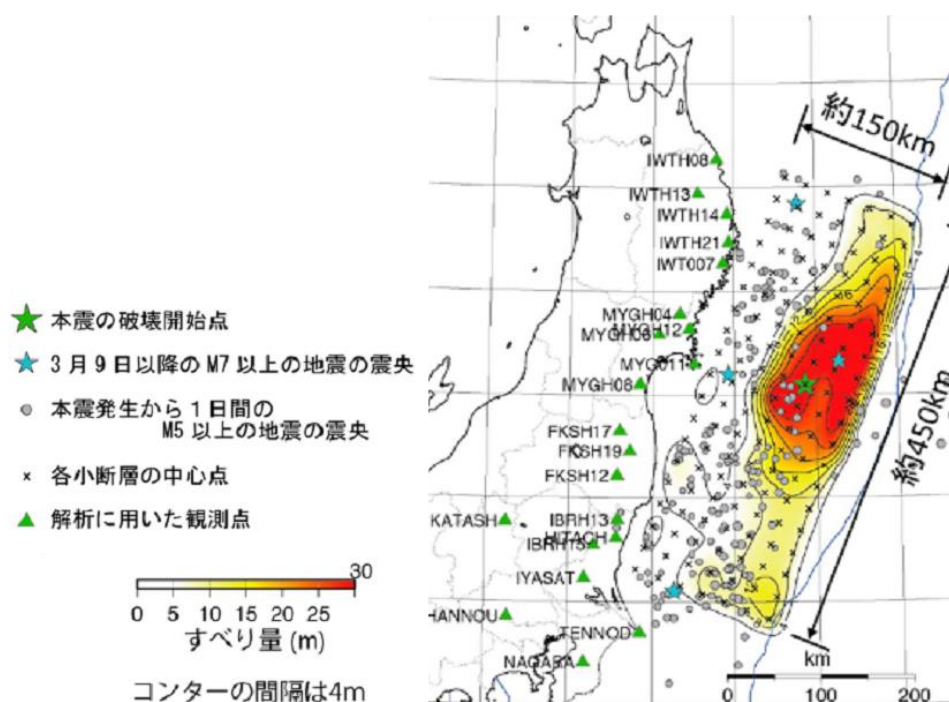 本震の破壊開始点
3月9日以降のM7以上の地震の震央
本震発生から1日間の
M5以上の地震の震央
各小断層の中心点
解析に用いた観測点
0 5 10 15 20 25 30
すべり量 (m)
コンターの間隔は4m
約150km
約450km
IWTH08
IWTH13
IWTH14
IWTH21
IWT007
MYGH04
MYGH12
MYGH06
MYG011
MYGH08
FKSH17
FKSH19
FKSH12
KATASH
IBRH13
HITACH
IBRH15
IYASAT
HANNOU
TENNOD
NAGARA
km
0 100 200